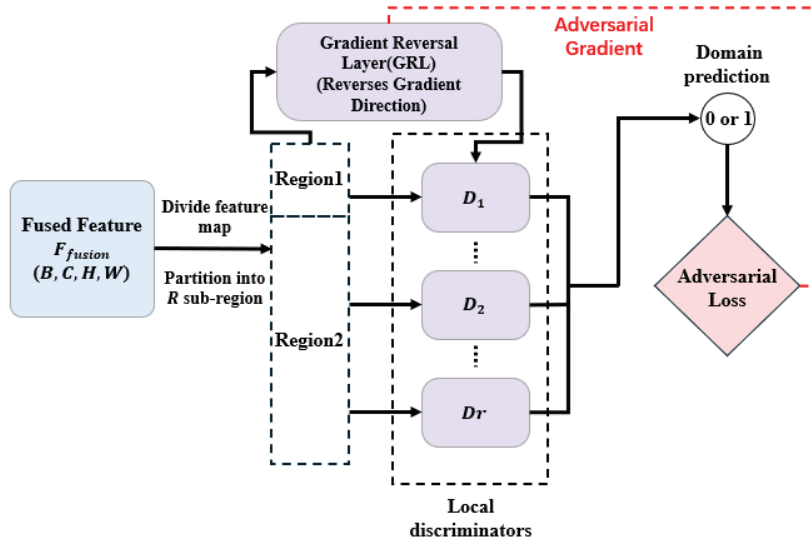 Gradient Reversal
Layer(GRL)
(Reverses Gradient
Direction)
Adversarial
Gradient
Domain
prediction
0 or 1
Region1
Divide feature
map
Fused Feature
F_fusion
(B, C, H, W)
Partition into
R sub-region
Region2
D_1
D_2
Dr
Adversarial
Loss
Local
discriminators